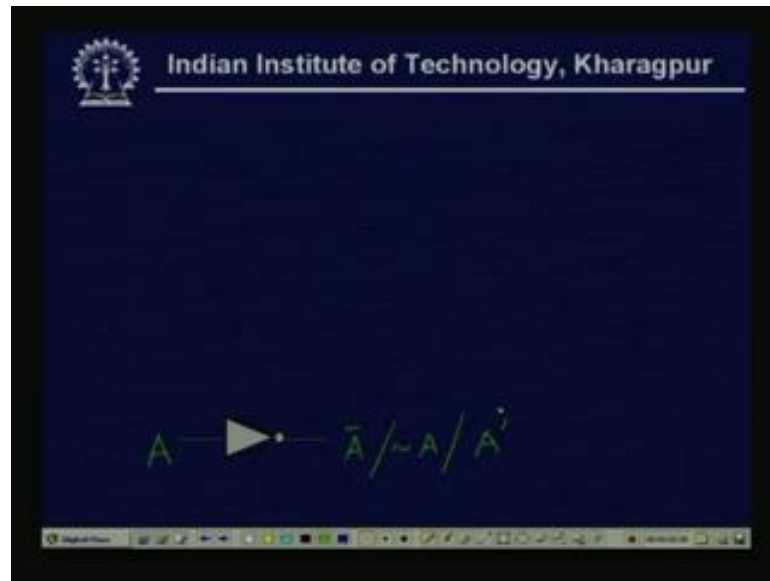 Indian Institute of Technology, Kharagpur
A Ā / ~A / A'